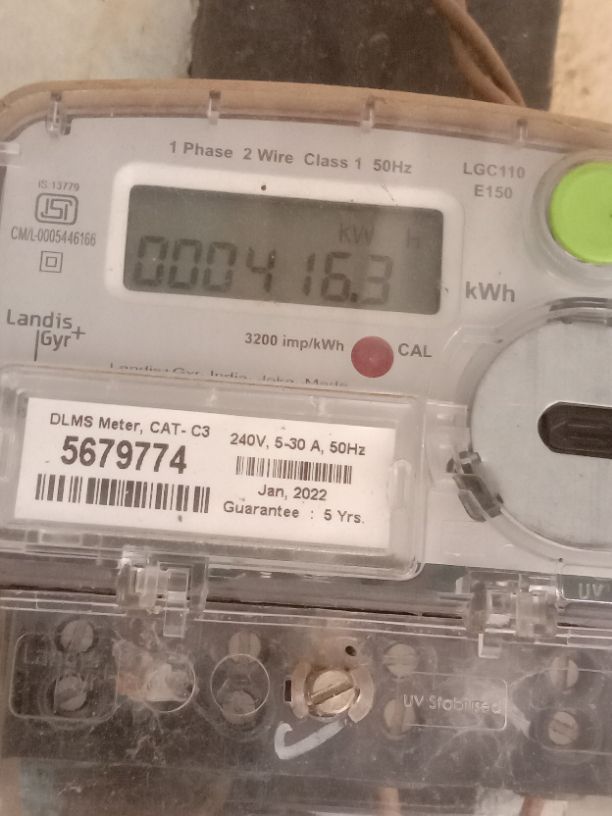 1 Phase 2 Wire Class 1 50Hz
LGC110
E150
IS:13779
ISI
CM/L-0005446166
kW H
000416.3
kWh
Landis
Gyr+
3200 imp/kWh
CAL
DLMS Meter, CAT- C3
5679774
240V, 5-30 A, 50Hz
Jan, 2022
Guarantee : 5 Yrs.
UV
UV Stabilised